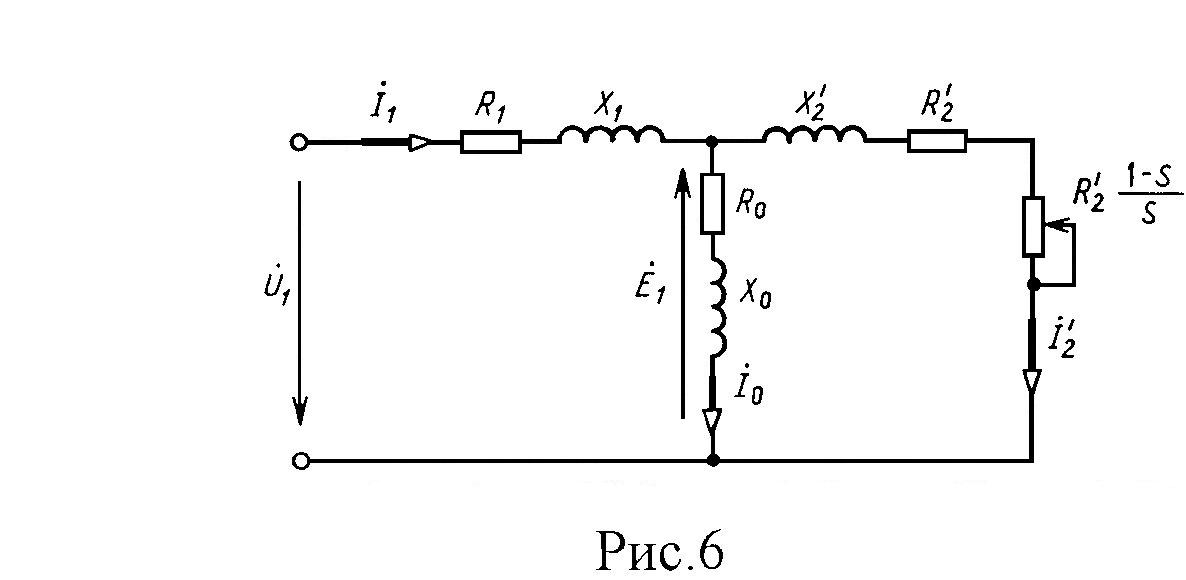 İ₁ R₁ X₁ X₂′ R₂′
R₀ R₂′ 1-s/s
U̇₁ Ė₁ X₀
İ₂′
İ₀
Рис.6